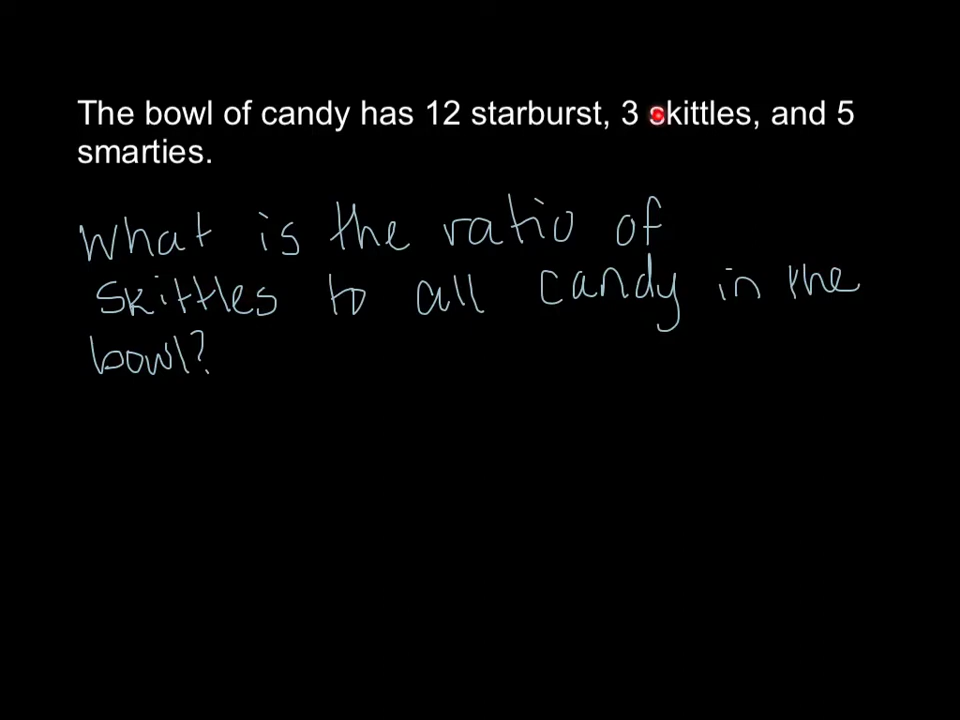 The bowl of candy has 12 starburst, 3 skittles, and 5
smarties.
What is the ratio of
skittles to all candy in the
bowl?